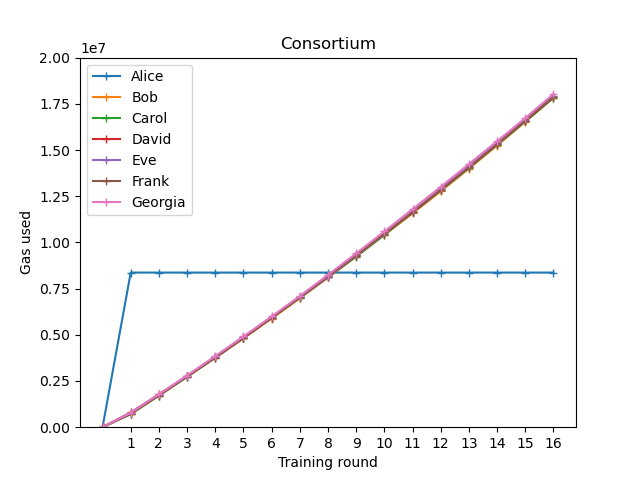 Consortium
1e7
2.00
1.75
1.50
1.25
1.00
0.75
0.50
0.25
0.00
Gas used
Alice
Bob
Carol
David
Eve
Frank
Georgia
1 2 3 4 5 6 7 8 9 10 11 12 13 14 15 16
Training round